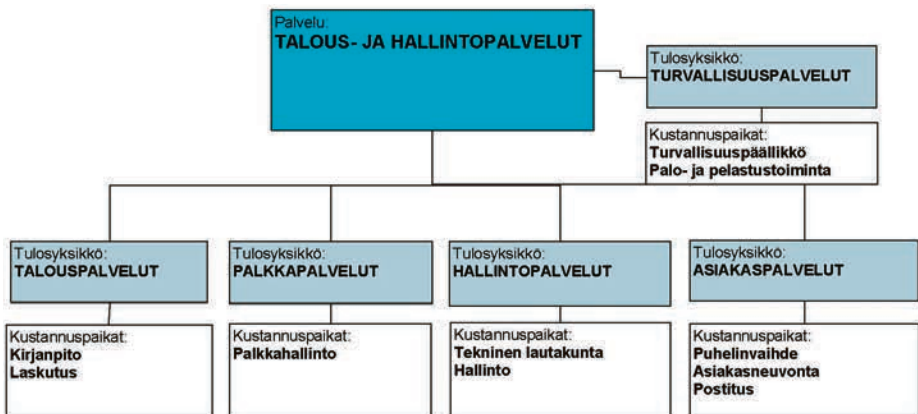 Palvelu:
TALOUS- JA HALLINTOPALVELUT
Tulosyksikkö:
TURVALLISUUSPALVELUT
Kustannuspaikat:
Turvallisuuspäällikkö
Palo- ja pelastustoiminta
Tulosyksikkö:
TALOUSPALVELUT
Kustannuspaikat:
Kirjanpito
Laskutus
Tulosyksikkö:
PALKKAPALVELUT
Kustannuspaikat:
Palkkahallinto
Tulosyksikkö:
HALLINTOPALVELUT
Kustannuspaikat:
Tekninen lautakunta
Hallinto
Tulosyksikkö:
ASIAKASPALVELUT
Kustannuspaikat:
Puhelinvaihde
Asiakasneuvonta
Postitus